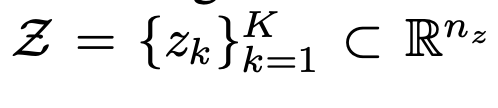 𝒵 = {z_k}_{k=1}^{K} ⊂ ℝ^{n_z}